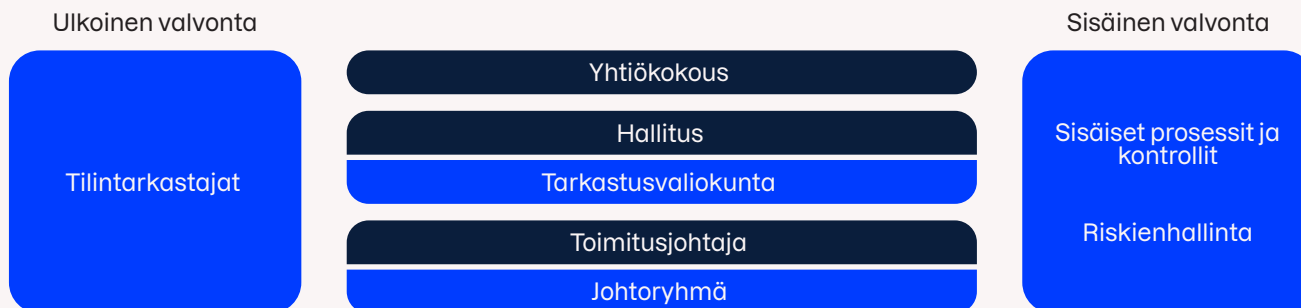 Ulkoinen valvonta
Tilintarkastajat
Yhtiökokous
Hallitus
Tarkastusvaliokunta
Toimitusjohtaja
Johtoryhmä
Sisäinen valvonta
Sisäiset prosessit ja
kontrollit
Riskienhallinta